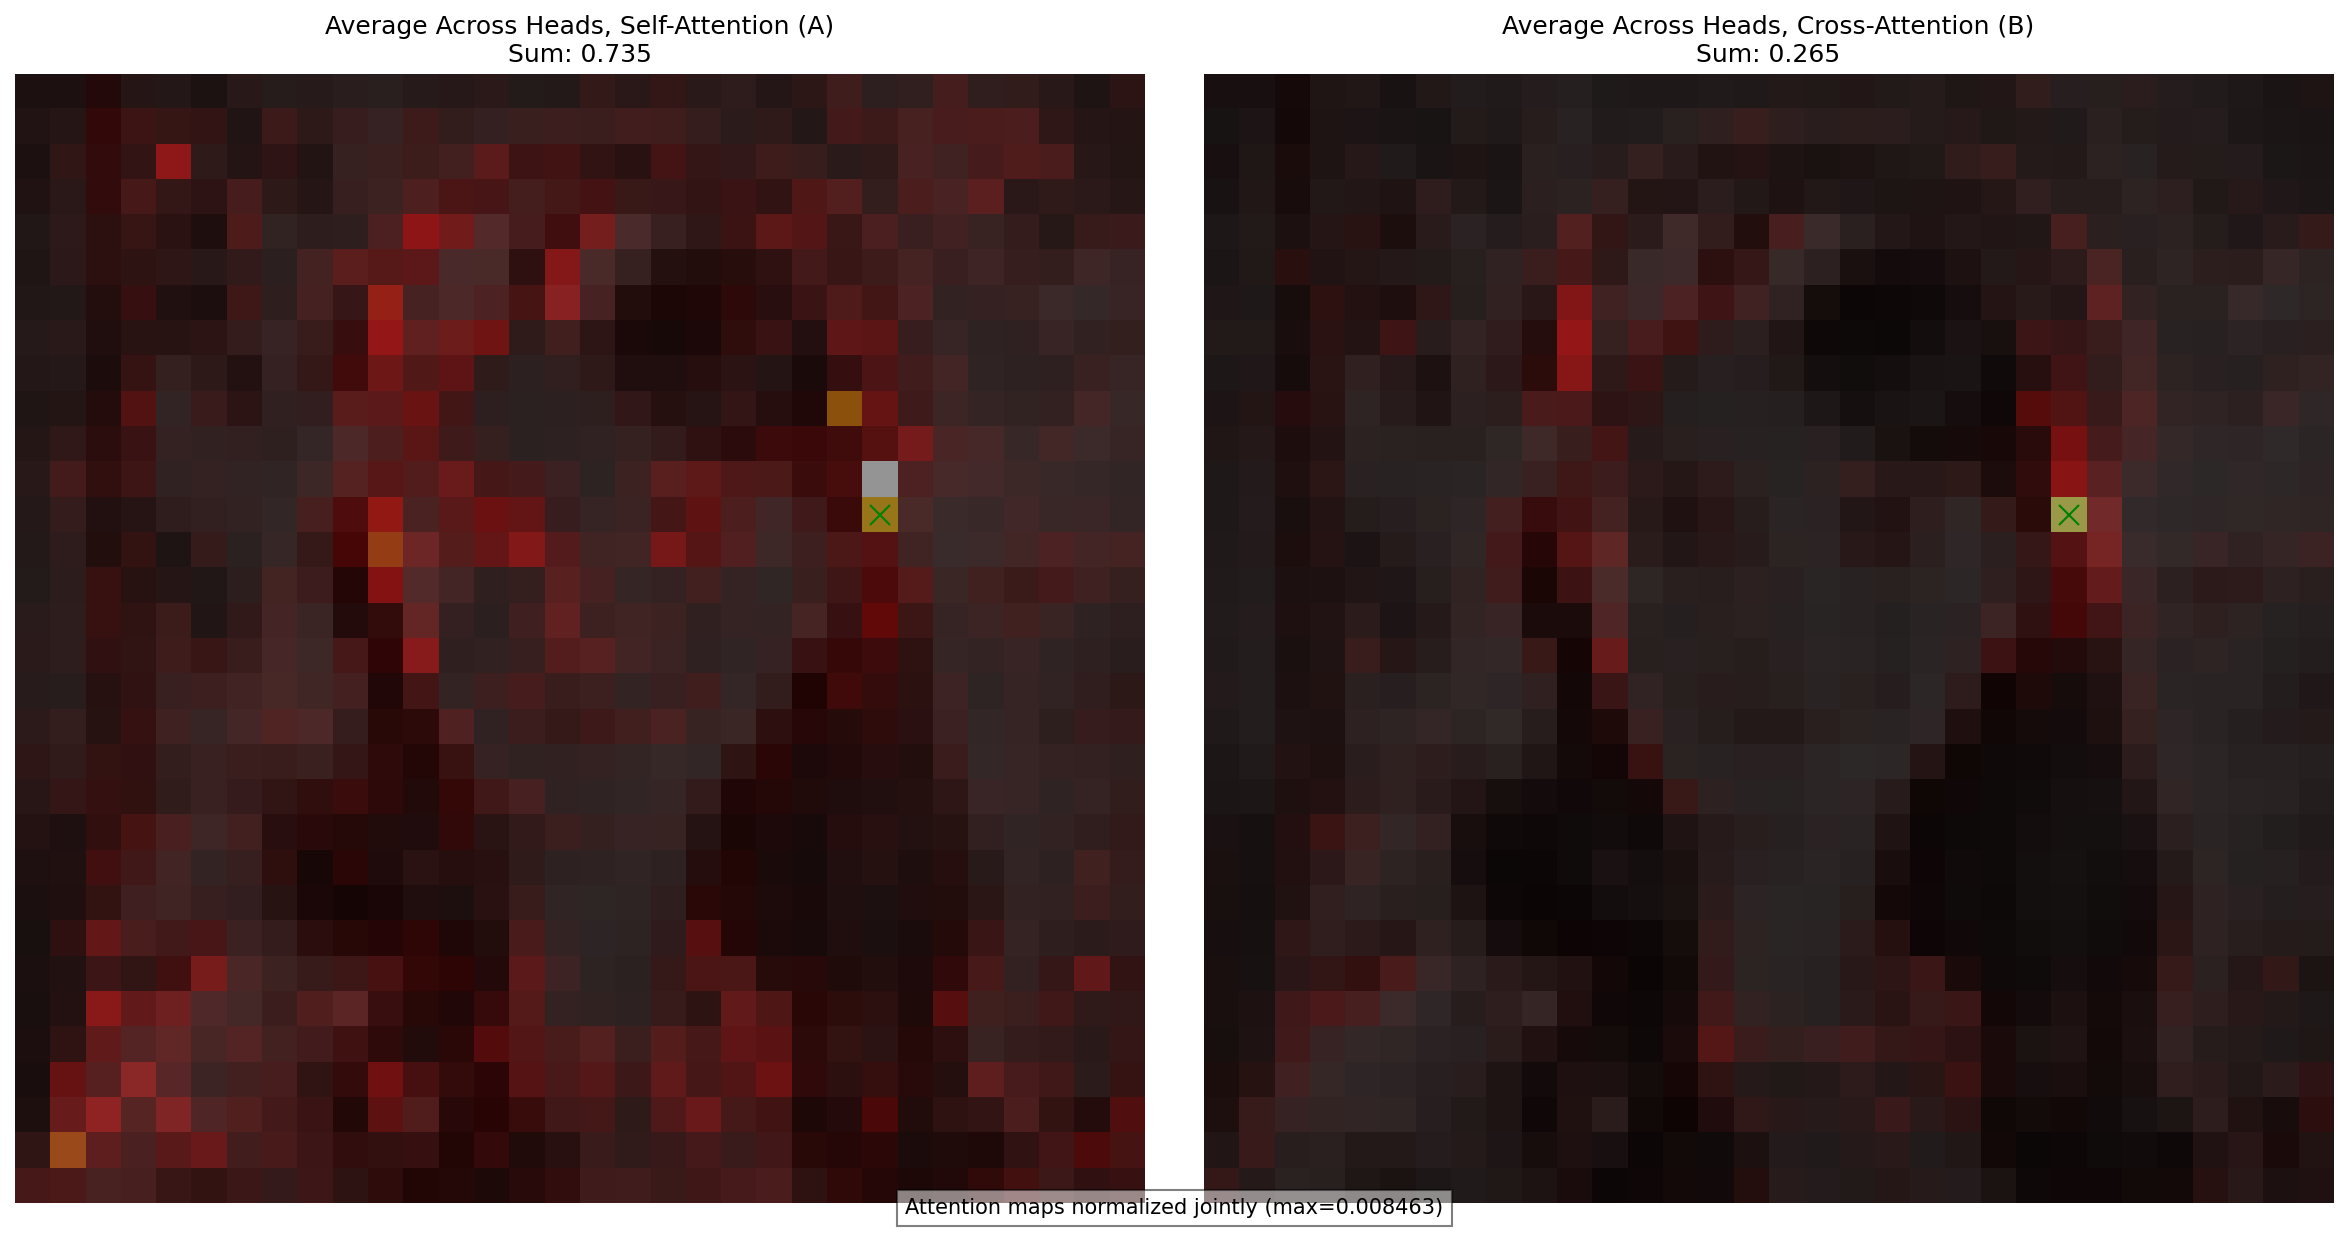 Average Across Heads, Self-Attention (A)
Sum: 0.735
Average Across Heads, Cross-Attention (B)
Sum: 0.265
Attention maps normalized jointly (max=0.008463)